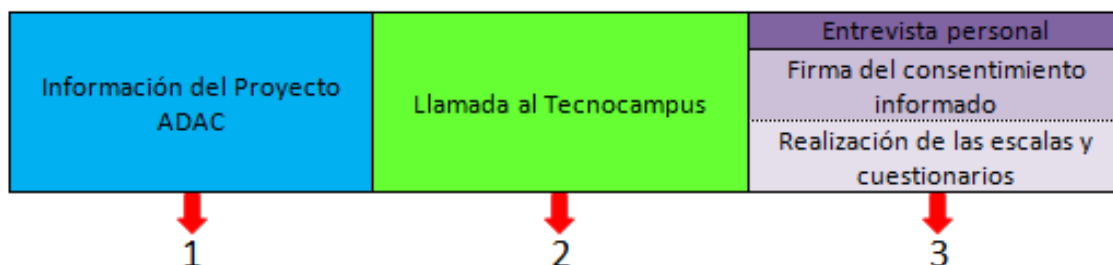 Información del Proyecto
ADAC
Llamada al Tecnocampus
Entrevista personal
Firma del consentimiento
informado
Realización de las escalas y
cuestionarios
1
2
3